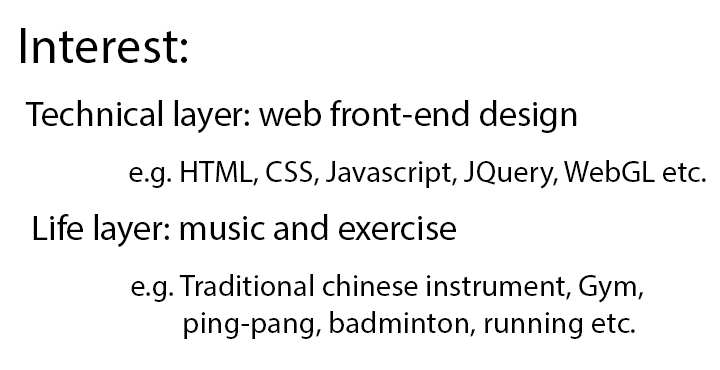 Interest:
Technical layer: web front-end design
e.g. HTML, CSS, Javascript, JQuery, WebGL etc.
Life layer: music and exercise
e.g. Traditional chinese instrument, Gym,
ping-pang, badminton, running etc.